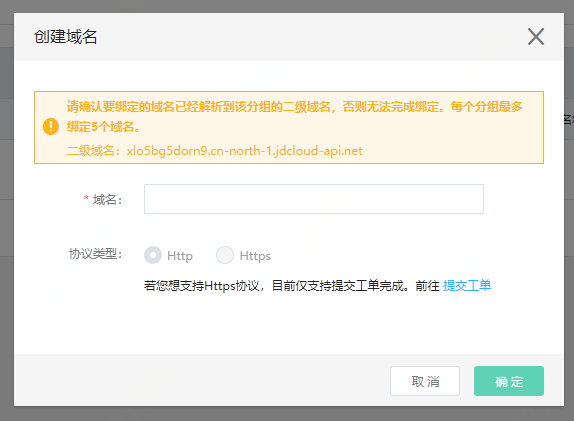 创建域名
请确认要绑定的域名已经解析到该分组的二级域名，否则无法完成绑定。每个分组最多
绑定5个域名。
二级域名：xlo5bg5dorn9.cn-north-1.jdcloud-api.net
* 域名：
协议类型： Http Https
若您想支持Https协议，目前仅支持提交工单完成。前往 提交工单
取消 确定